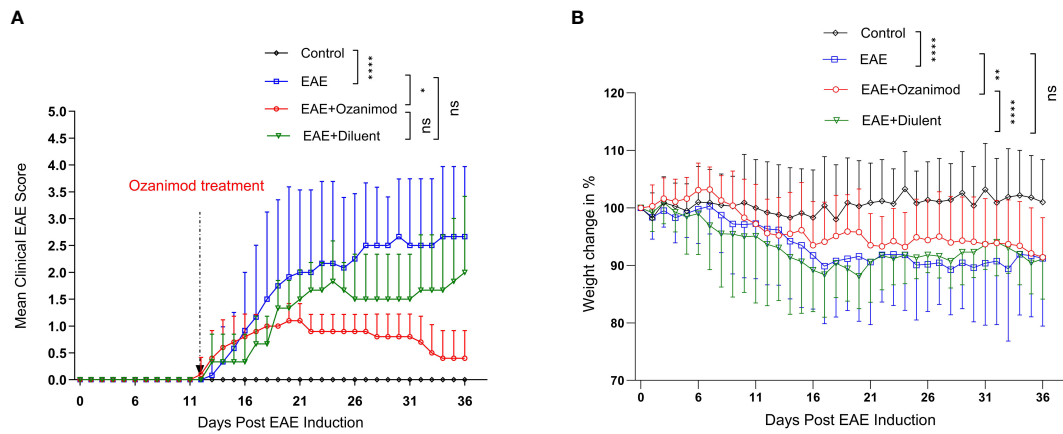 A
Control
EAE
EAE+Ozanimod
EAE+Diluent
****
*
ns
ns
Ozanimod treatment
Mean Clinical EAE Score
5.0
4.5
4.0
3.5
3.0
2.5
2.0
1.5
1.0
0.5
0.0
0 6 11 16 21 26 31 36
Days Post EAE Induction
B
Control
EAE
EAE+Ozanimod
EAE+Diulent
****
**
****
ns
Weight change in %
120
110
100
90
80
70
0 6 11 16 21 26 31 36
Days Post EAE Induction